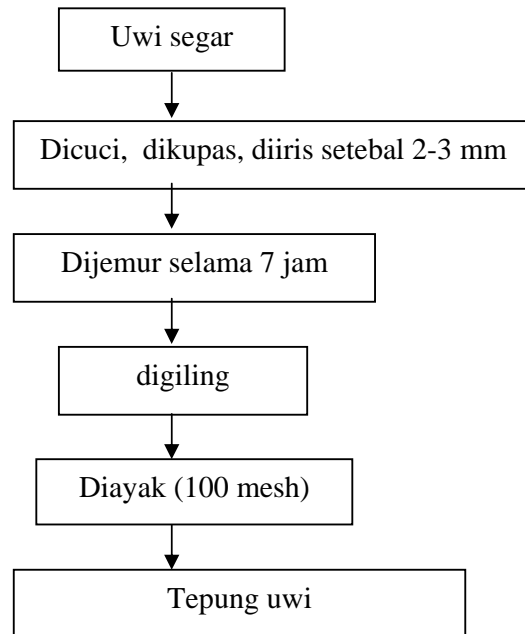 Uwi segar
Dicuci, dikupas, diiris setebal 2-3 mm
Dijemur selama 7 jam
digiling
Diayak (100 mesh)
Tepung uwi